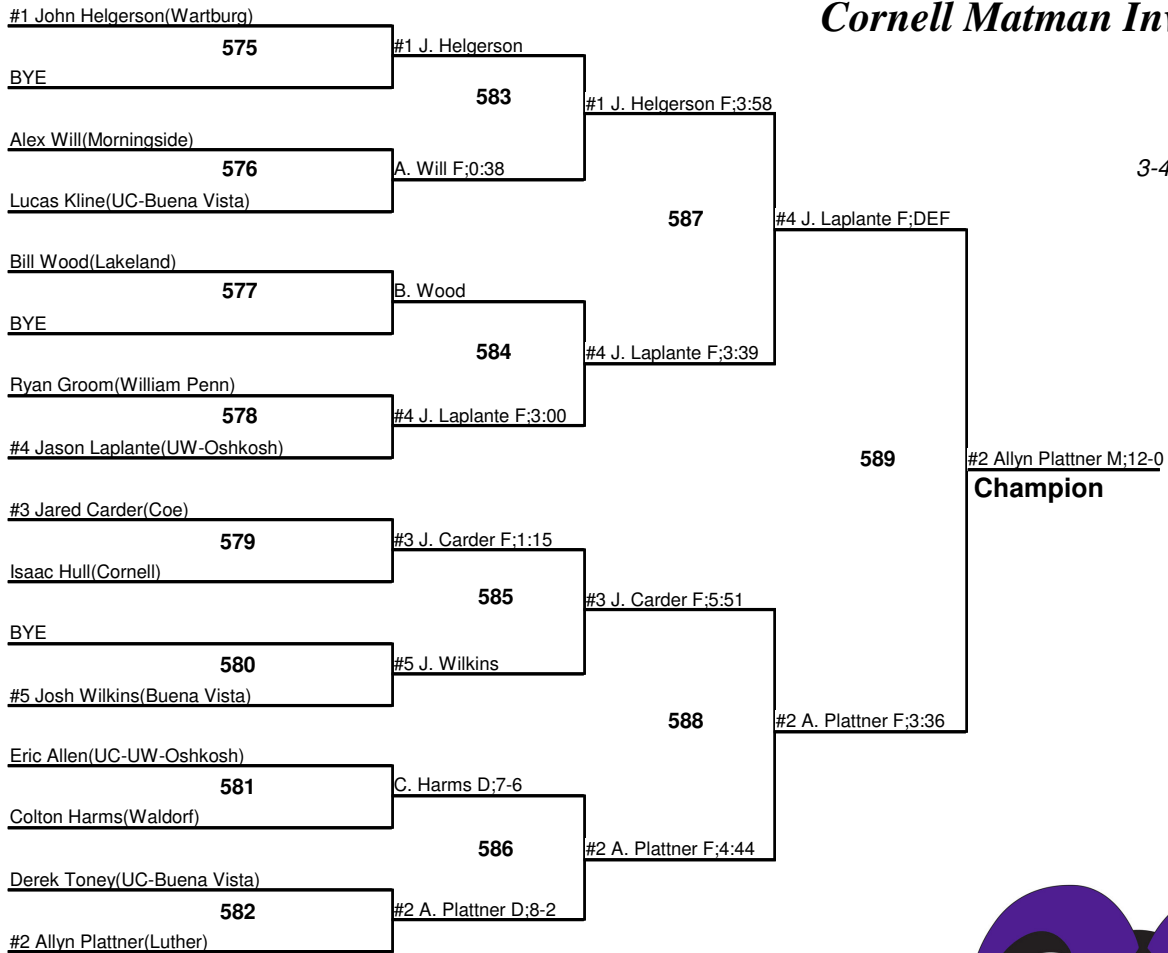 #1 John Helgerson(Wartburg)
Cornell Matman Inv
575
#1 J. Helgerson
BYE
583
#1 J. Helgerson F;3:58
Alex Will(Morningside)
576
A. Will F;0:38
3-4
Lucas Kline(UC-Buena Vista)
587
#4 J. Laplante F;DEF
Bill Wood(Lakeland)
577
B. Wood
BYE
584
#4 J. Laplante F;3:39
Ryan Groom(William Penn)
578
#4 J. Laplante F;3:00
#4 Jason Laplante(UW-Oshkosh)
589
#2 Allyn Plattner M;12-0
Champion
#3 Jared Carder(Coe)
579
#3 J. Carder F;1:15
Isaac Hull(Cornell)
585
#3 J. Carder F;5:51
BYE
580
#5 J. Wilkins
#5 Josh Wilkins(Buena Vista)
588
#2 A. Plattner F;3:36
Eric Allen(UC-UW-Oshkosh)
581
C. Harms D;7-6
Colton Harms(Waldorf)
586
#2 A. Plattner F;4:44
Derek Toney(UC-Buena Vista)
582
#2 A. Plattner D;8-2
#2 Allyn Plattner(Luther)